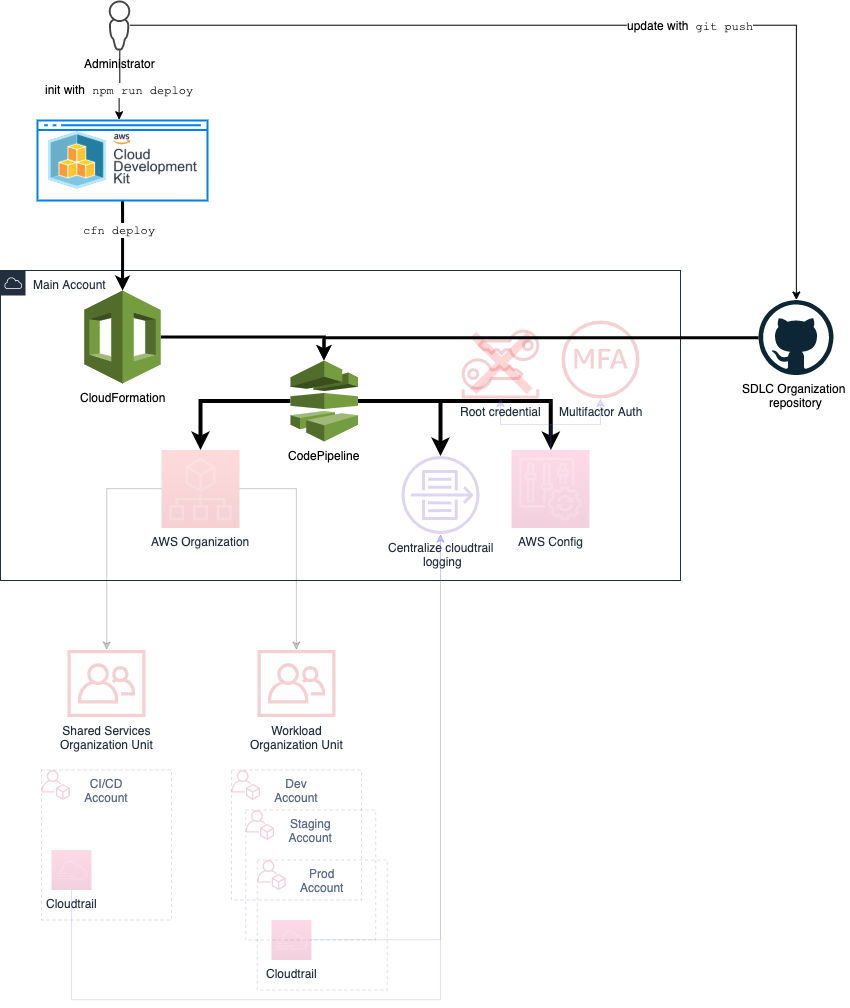 update with git push
Administrator
init with npm run deploy
aws
Cloud
Development
Kit
cfn deploy
Main Account
MFA
CloudFormation
SDLC Organization
repository
Root credential
Multifactor Auth
CodePipeline
AWS Organization
Centralize cloudtrail
logging
AWS Config
Shared Services
Organization Unit
Workload
Organization Unit
CI/CD
Account
Dev
Account
Staging
Account
Prod
Account
Cloudtrail
Cloudtrail